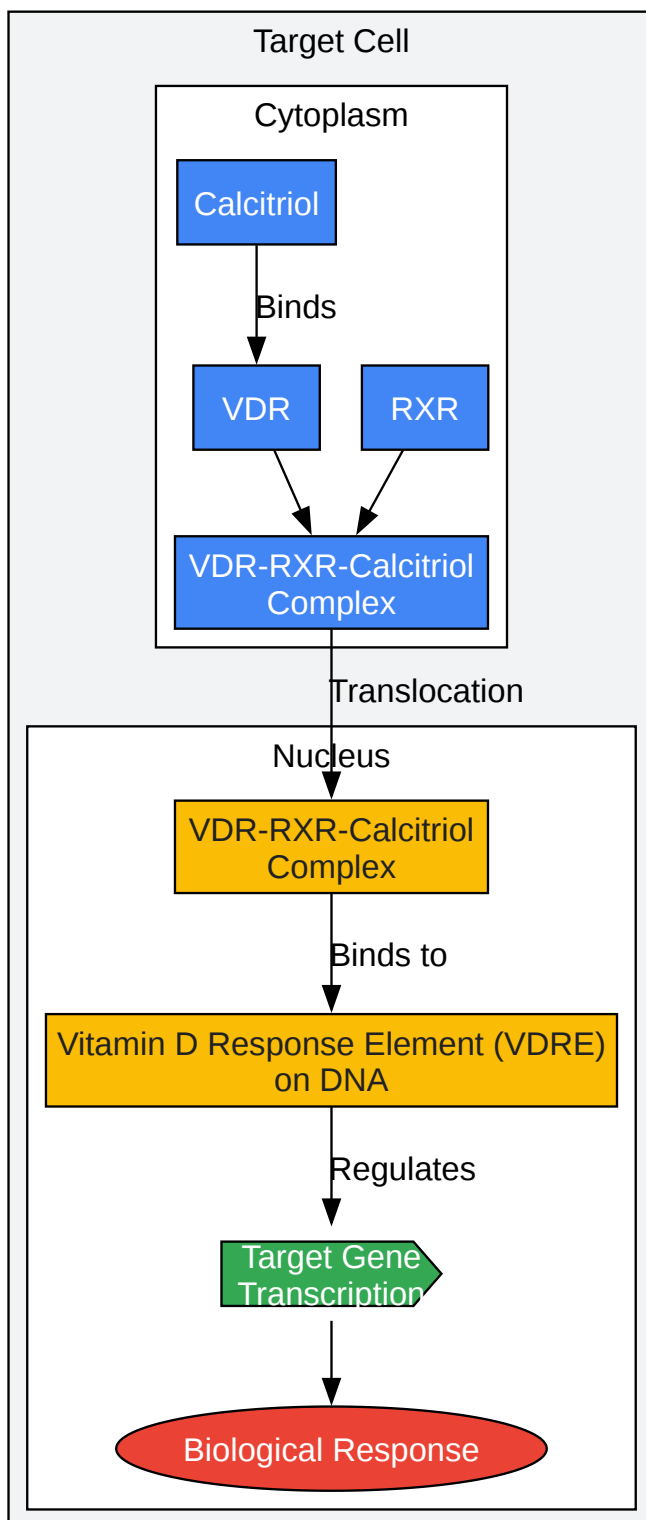 Target Cell
Cytoplasm
Calcitriol
Binds
VDR
RXR
VDR-RXR-Calcitriol
Complex
Translocation
Nucleus
VDR-RXR-Calcitriol
Complex
Binds to
Vitamin D Response Element (VDRE)
on DNA
Regulates
Target Gene
Transcription
Biological Response